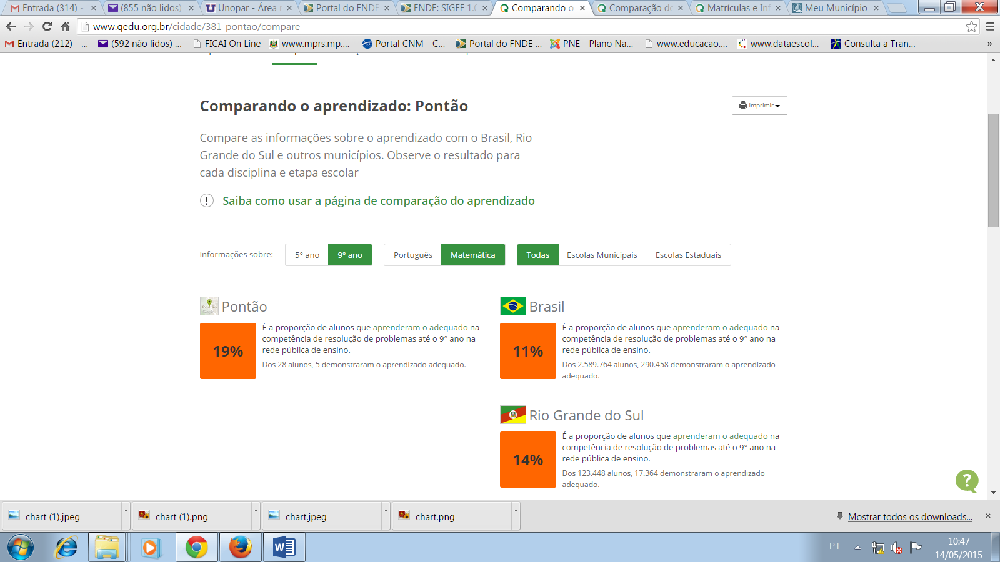 Entrada (314) -
(855 não lidos)
Unopar - Área
Portal do FNDE
FNDE: SIGEF 1.
Comparando o
Comparação do
Matrículas e Inf
Meu Município
www.qedu.org.br/cidade/381-pontao/compare
Entrada (212) - ...
(592 não lidos) ...
FICAI On Line
www.mprs.mp....
Portal CNM - C...
Portal do FNDE ...
PNE - Plano Na...
www.educacao....
www.dataescol...
Consulta a Tran...
»
Comparando o aprendizado: Pontão
Imprimir
Compare as informações sobre o aprendizado com o Brasil, Rio
Grande do Sul e outros municípios. Observe o resultado para
cada disciplina e etapa escolar
! Saiba como usar a página de comparação do aprendizado
Informações sobre: 5º ano 9º ano Português Matemática Todas Escolas Municipais Escolas Estaduais
Pontão
19%
É a proporção de alunos que aprenderam o adequado na
competência de resolução de problemas até o 9º ano na
rede pública de ensino.
Dos 28 alunos, 5 demonstraram o aprendizado adequado.
Brasil
11%
É a proporção de alunos que aprenderam o adequado na
competência de resolução de problemas até o 9º ano na
rede pública de ensino.
Dos 2.589.764 alunos, 290.458 demonstraram o aprendizado
adequado.
Rio Grande do Sul
14%
É a proporção de alunos que aprenderam o adequado na
competência de resolução de problemas até o 9º ano na
rede pública de ensino.
Dos 123.448 alunos, 17.364 demonstraram o aprendizado
adequado.
?
chart (1).jpeg
chart (1).png
chart.jpeg
chart.png
Mostrar todos os downloads...
PT
10:47
14/05/2015